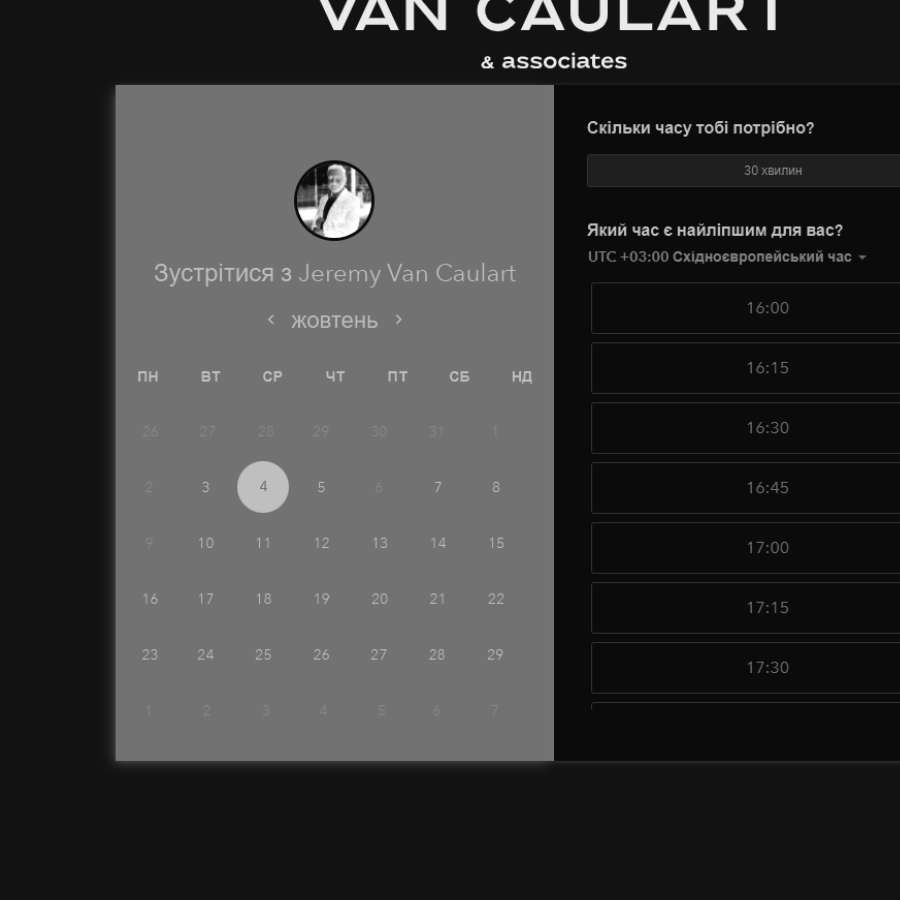 VAN CAULART
& associates
Зустрітися з Jeremy Van Caulart
жовтень
ПН ВТ СР ЧТ ПТ СБ НД
26 27 28 29 30 31 1
2 3 4 5 6 7 8
9 10 11 12 13 14 15
16 17 18 19 20 21 22
23 24 25 26 27 28 29
1 2 3 4 5 6 7
Скільки часу тобі потрібно?
30 хвилин
Який час є найліпшим для вас?
UTC +03:00 Східноєвропейський час
16:00
16:15
16:30
16:45
17:00
17:15
17:30